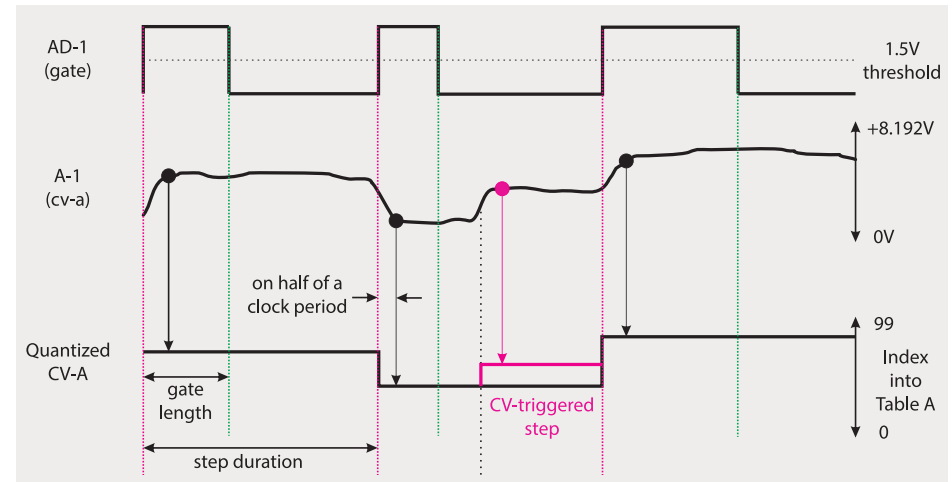 AD-1
(gate)
1.5V
threshold
+8.192V
A-1
(cv-a)
0V
on half of a
clock period
99
Quantized
CV-A
Index
into
Table A
gate
length
CV-triggered
step
0
step duration